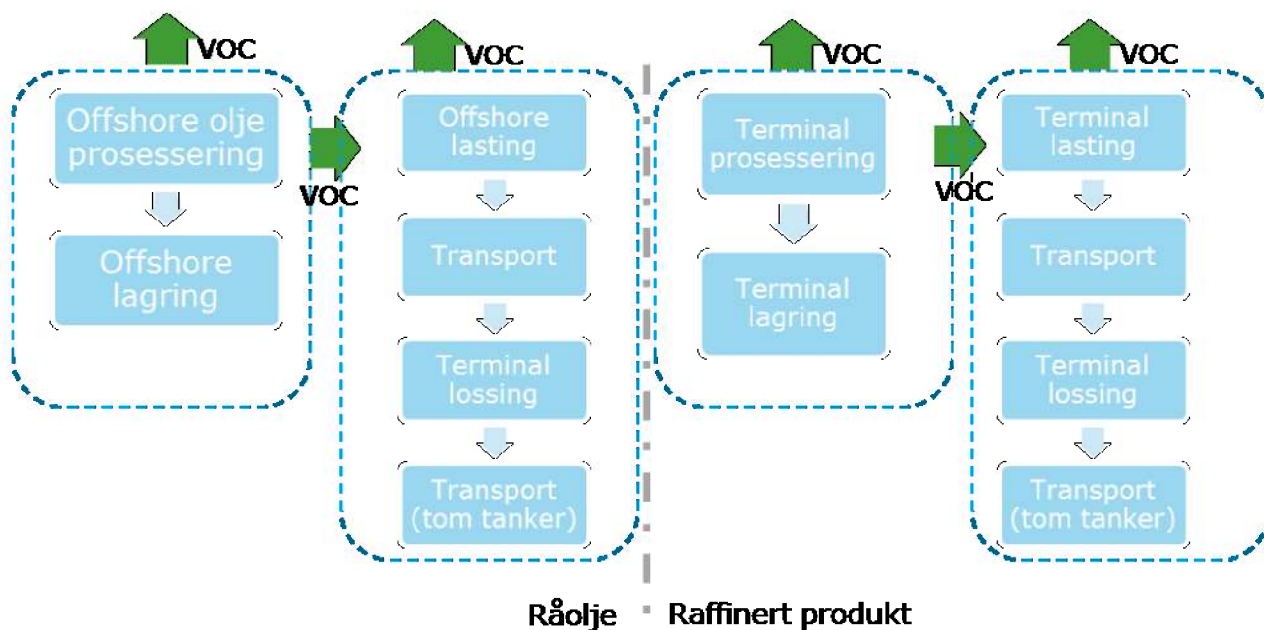 VOC
Offshore olje
prosessering
Offshore
lagring
VOC
VOC
Offshore
lasting
Transport
Terminal
lossing
Transport
(tom tanker)
VOC
Terminal
prosessering
Terminal
lagring
VOC
VOC
Terminal
lasting
Transport
Terminal
lossing
Transport
(tom tanker)
Råolje
Raffinert produkt